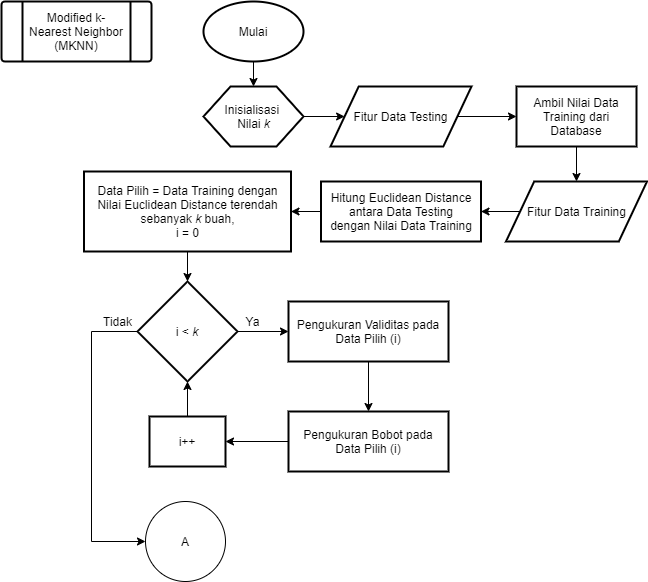 Modified k-
Nearest Neighbor
(MKNN)
Mulai
Inisialisasi
Nilai k
Fitur Data Testing
Ambil Nilai Data
Training dari
Database
Fitur Data Training
Hitung Euclidean Distance
antara Data Testing
dengan Nilai Data Training
Data Pilih = Data Training dengan
Nilai Euclidean Distance terendah
sebanyak k buah,
i = 0
i < k
Tidak
Ya
Pengukuran Validitas pada
Data Pilih (i)
Pengukuran Bobot pada
Data Pilih (i)
i++
A